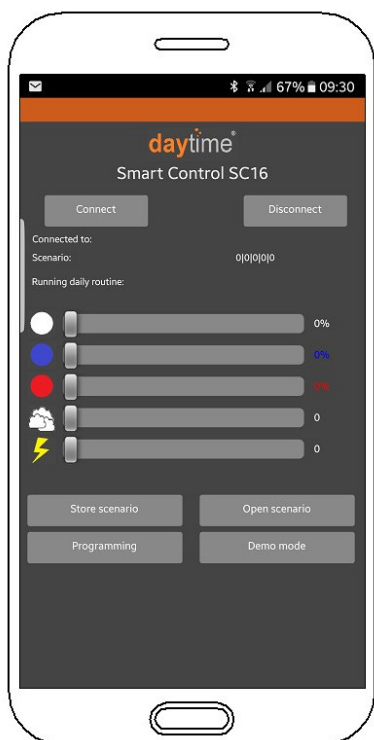 67% 09:30
daytime®
Smart Control SC16
Connect Disconnect
Connected to:
Scenario: 0|0|0|0|0
Running daily routine:
0%
0%
0%
0
0
Store scenario Open scenario
Programming Demo mode